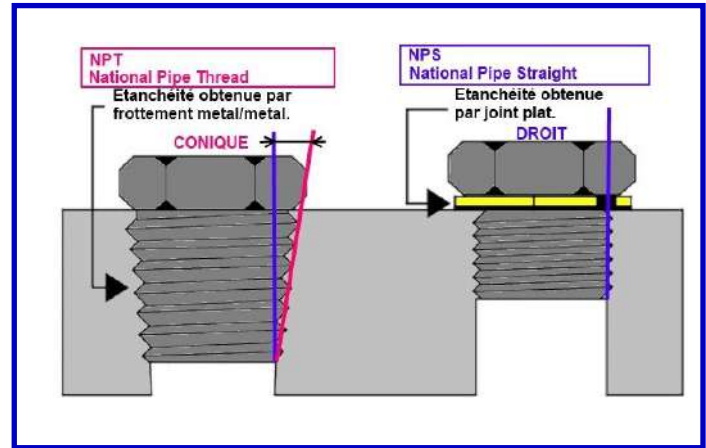 NPT
National Pipe Thread
Etanchéité obtenue par
frottement metal/metal.
CONIQUE
NPS
National Pipe Straight
Etanchéité obtenue
par joint plat.
DROIT